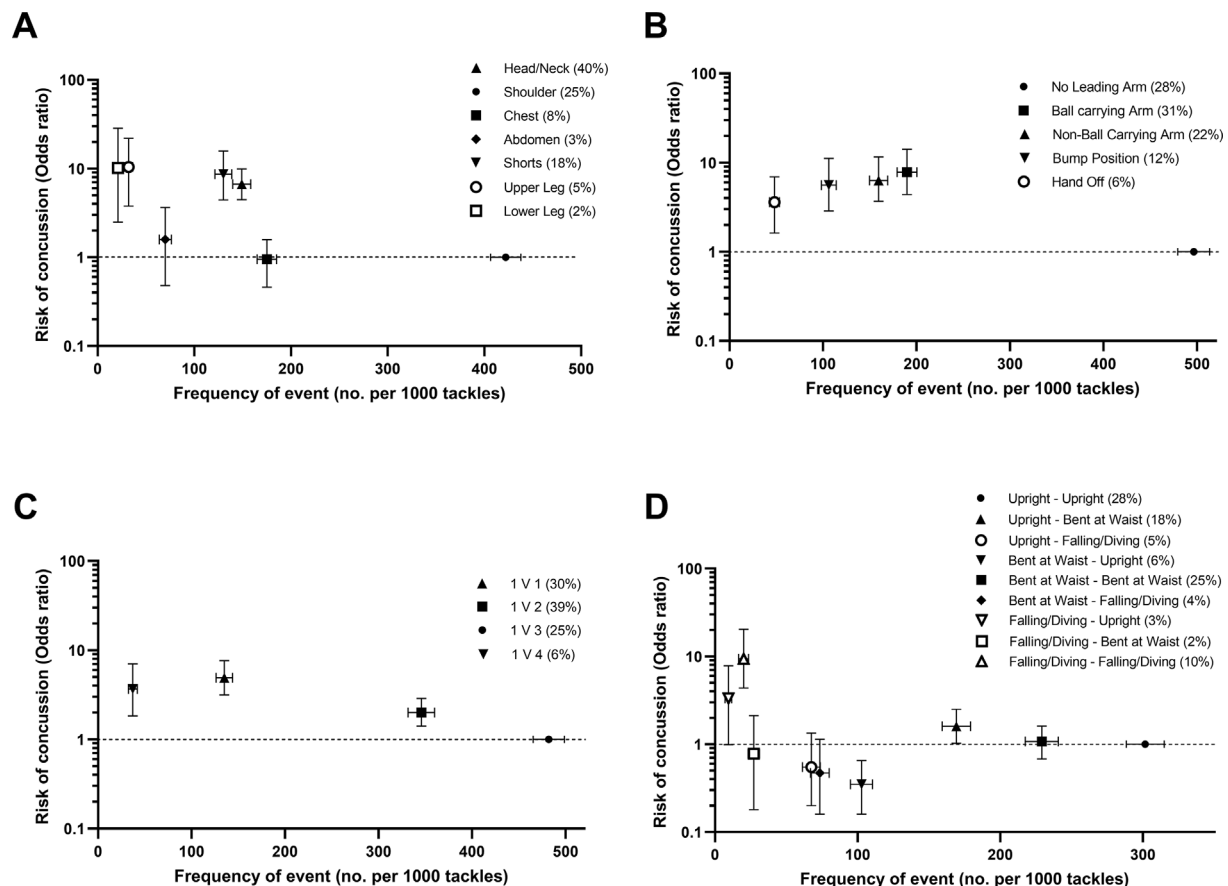 A
Head/Neck (40%)
Shoulder (25%)
Chest (8%)
Abdomen (3%)
Shorts (18%)
Upper Leg (5%)
Lower Leg (2%)
Risk of concussion (Odds ratio)
100
10
1
0.1
0
100
200
300
400
500
Frequency of event (no. per 1000 tackles)
B
No Leading Arm (28%)
Ball carrying Arm (31%)
Non-Ball Carrying Arm (22%)
Bump Position (12%)
Hand Off (6%)
Risk of concussion (Odds ratio)
100
10
1
0.1
0
100
200
300
400
500
Frequency of event (no. per 1000 tackles)
C
1 V 1 (30%)
1 V 2 (39%)
1 V 3 (25%)
1 V 4 (6%)
Risk of concussion (Odds ratio)
100
10
1
0.1
0
100
200
300
400
500
Frequency of event (no. per 1000 tackles)
D
Upright - Upright (28%)
Upright - Bent at Waist (18%)
Upright - Falling/Diving (5%)
Bent at Waist - Upright (6%)
Bent at Waist - Bent at Waist (25%)
Bent at Waist - Falling/Diving (4%)
Falling/Diving - Upright (3%)
Falling/Diving - Bent at Waist (2%)
Falling/Diving - Falling/Diving (10%)
Risk of concussion (Odds ratio)
100
10
1
0.1
0
100
200
300
Frequency of event (no. per 1000 tackles)